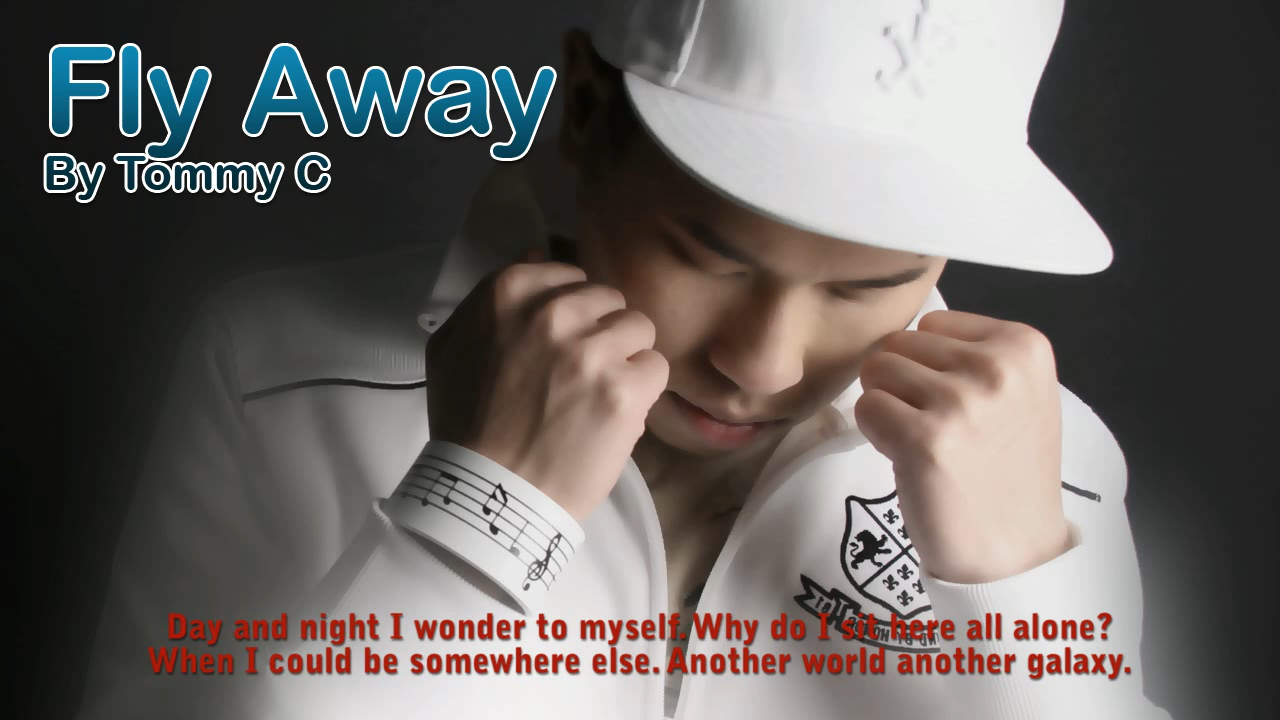 Fly Away
By Tommy C
Day and night I wonder to myself. Why do I sit here all alone?
When I could be somewhere else. Another world another galaxy.